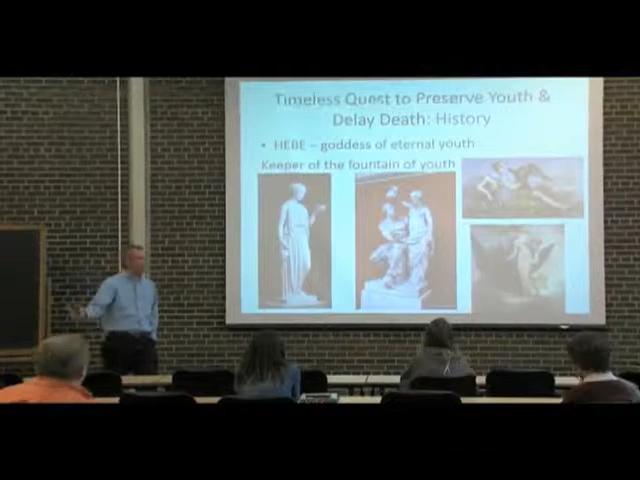 Timeless Quest to Preserve Youth &
Delay Death: History
• HEBE – goddess of eternal youth
Keeper of the fountain of youth